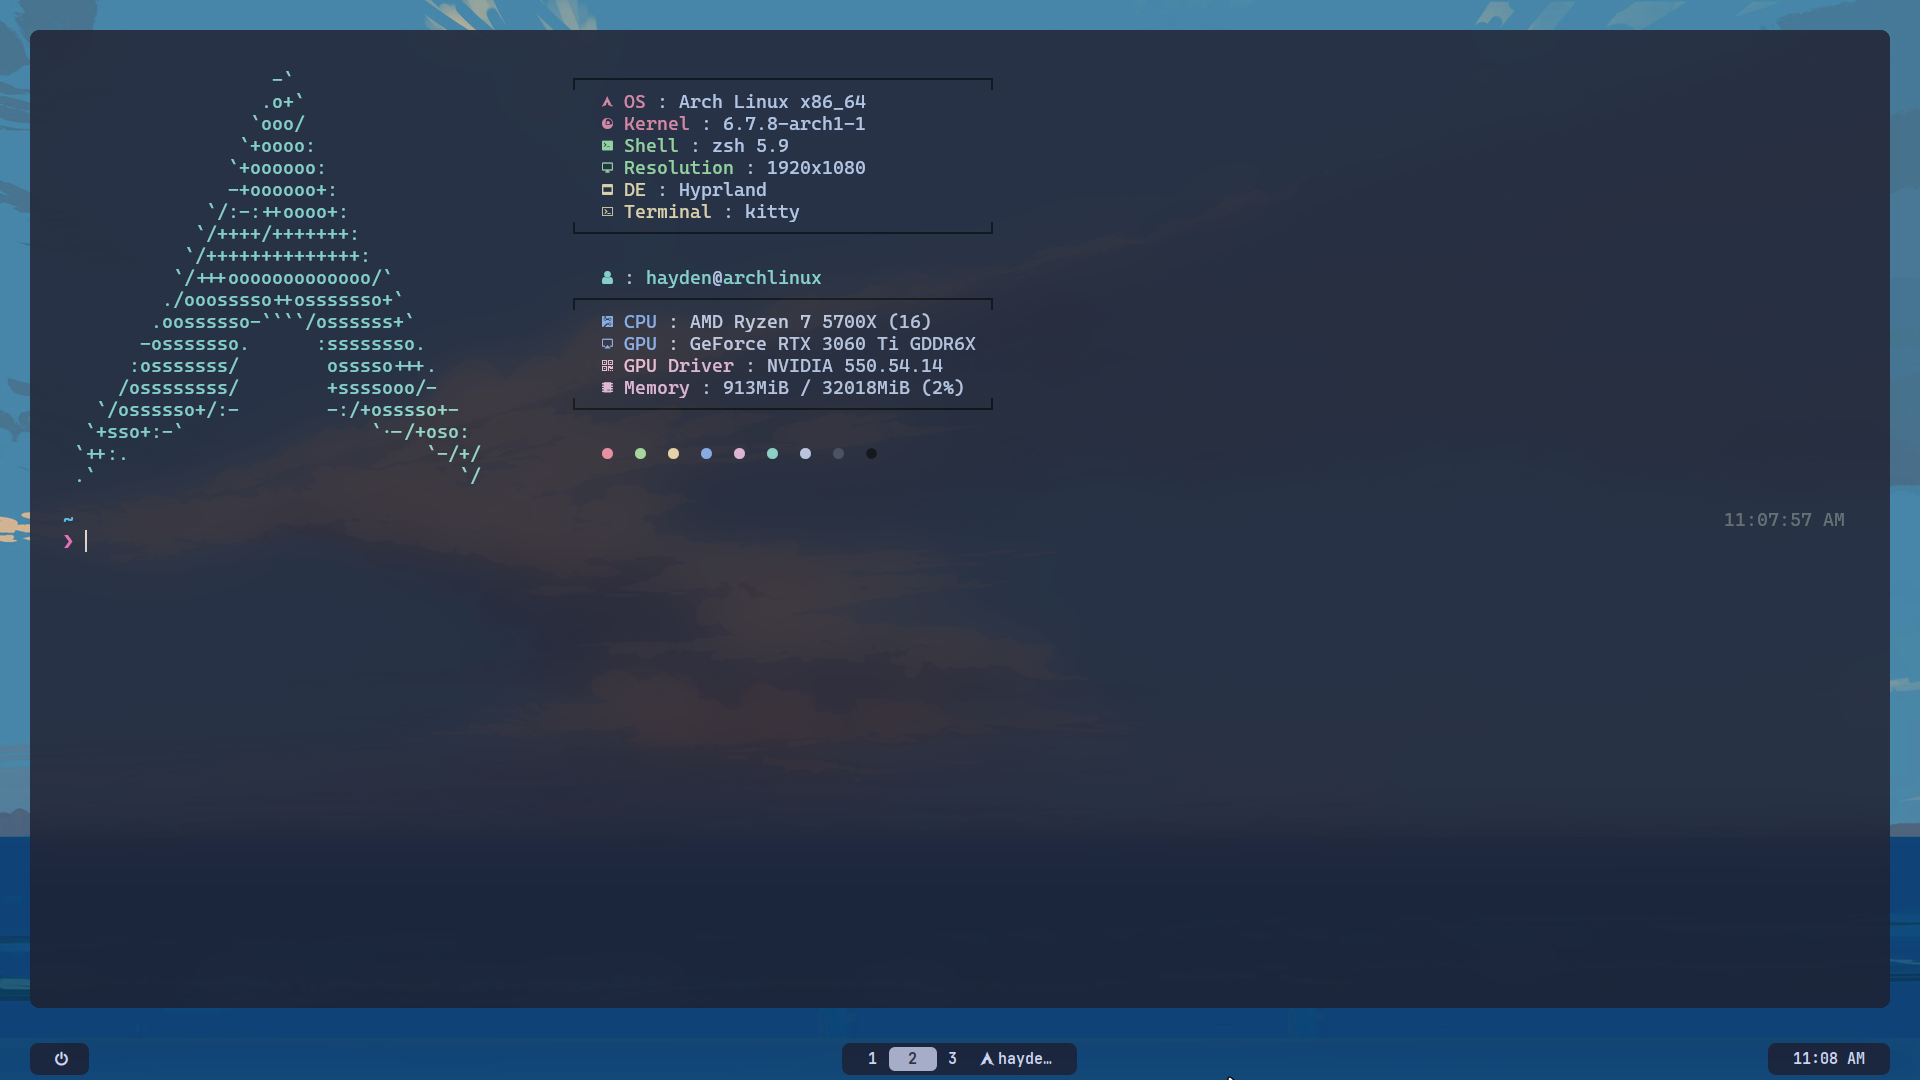 -`
.o+`
`ooo/
`+oooo:
`+oooooo:
-+oooooo+:
`/:-:++oooo+:
`/++++/+++++++:
`/++++++++++++++:
`/+++ooooooooooooo/`
./ooosssso++osssssso+`
.oossssso-````/ossssss+`
-osssssso.      :ssssssso.
:osssssss/        osssso+++.
/ossssssss/        +ssssooo/-
`/ossssso+/:-        -:/+osssso+-
`+sso+:-`                 `.-/+oso:
`++:.                           `-/+/
.`                                 `/
OS : Arch Linux x86_64
Kernel : 6.7.8-arch1-1
Shell : zsh 5.9
Resolution : 1920x1080
DE : Hyprland
Terminal : kitty
: hayden@archlinux
CPU : AMD Ryzen 7 5700X (16)
GPU : GeForce RTX 3060 Ti GDDR6X
GPU Driver : NVIDIA 550.54.14
Memory : 913MiB / 32018MiB (2%)
~ 11:07:57 AM
❯
1 2 3 hayde… 11:08 AM